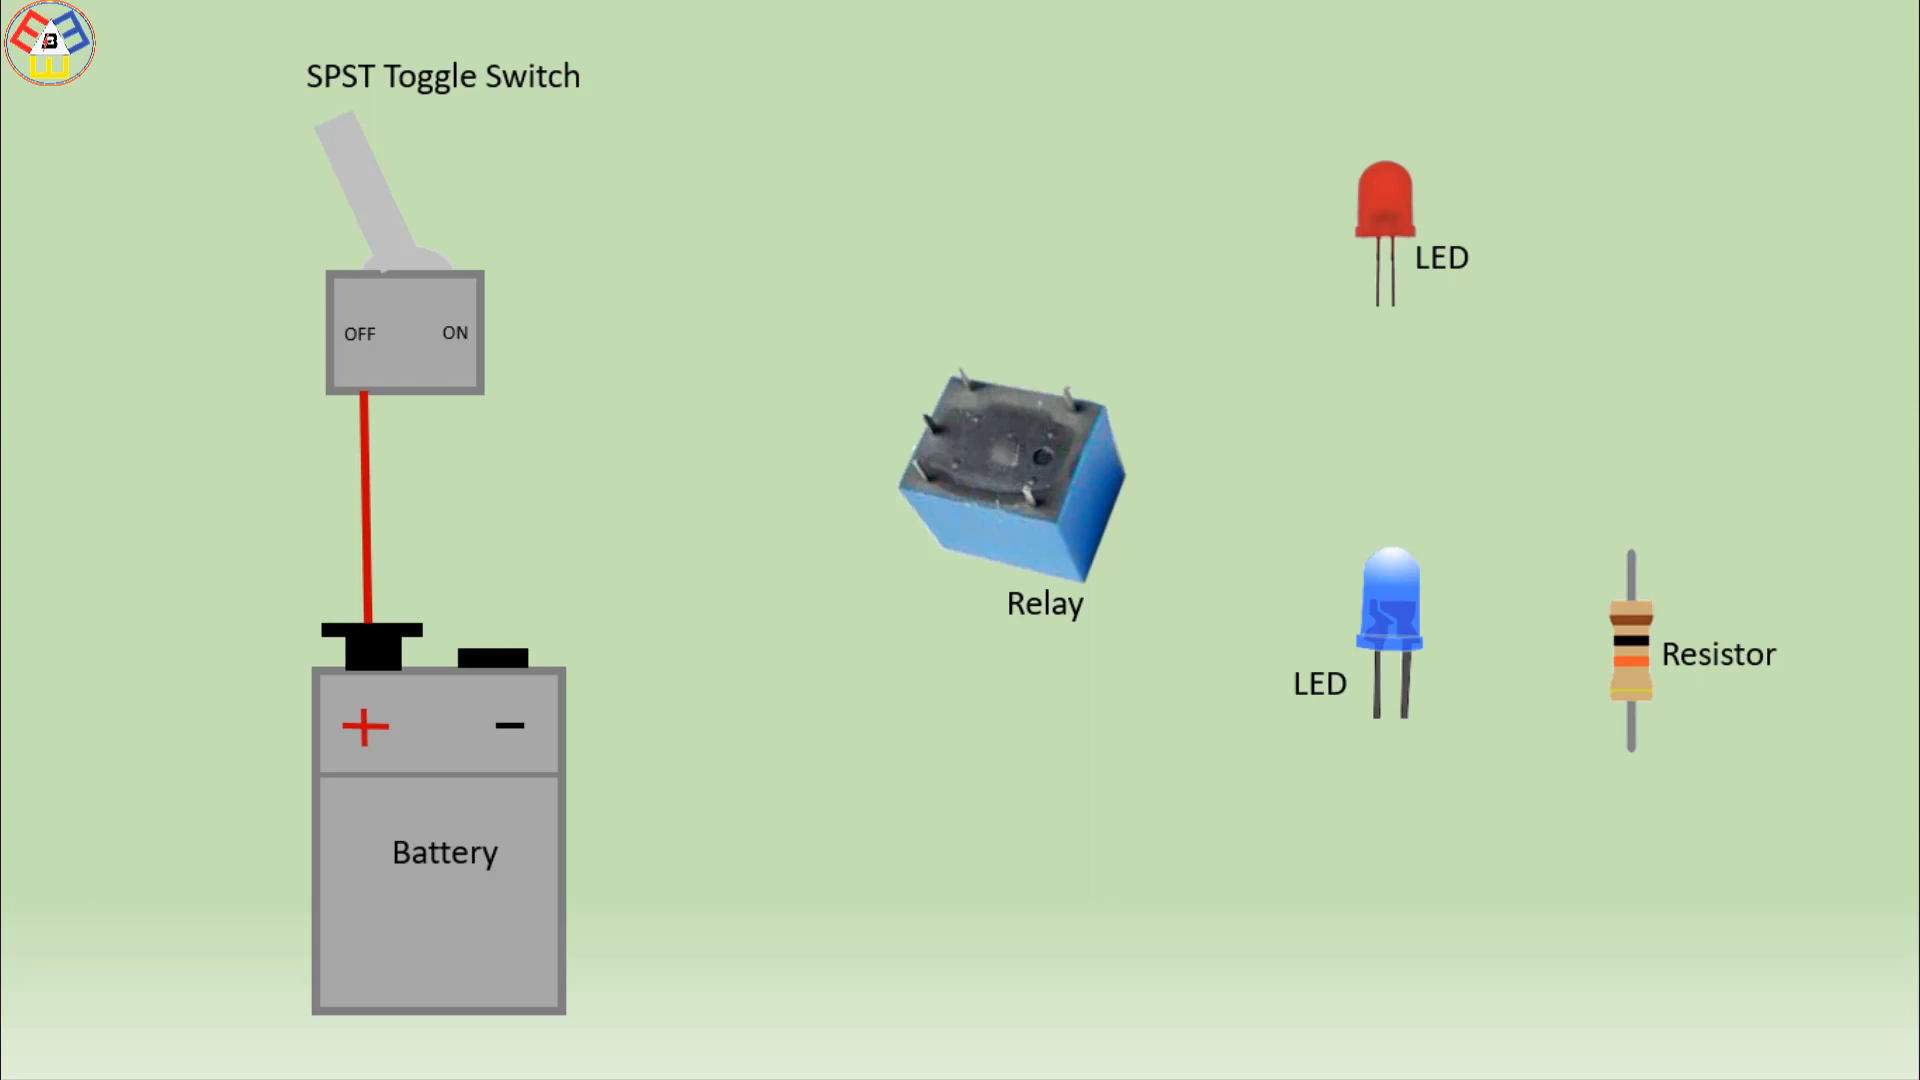 SPST Toggle Switch
OFF
ON
LED
Relay
LED
Resistor
+
−
Battery